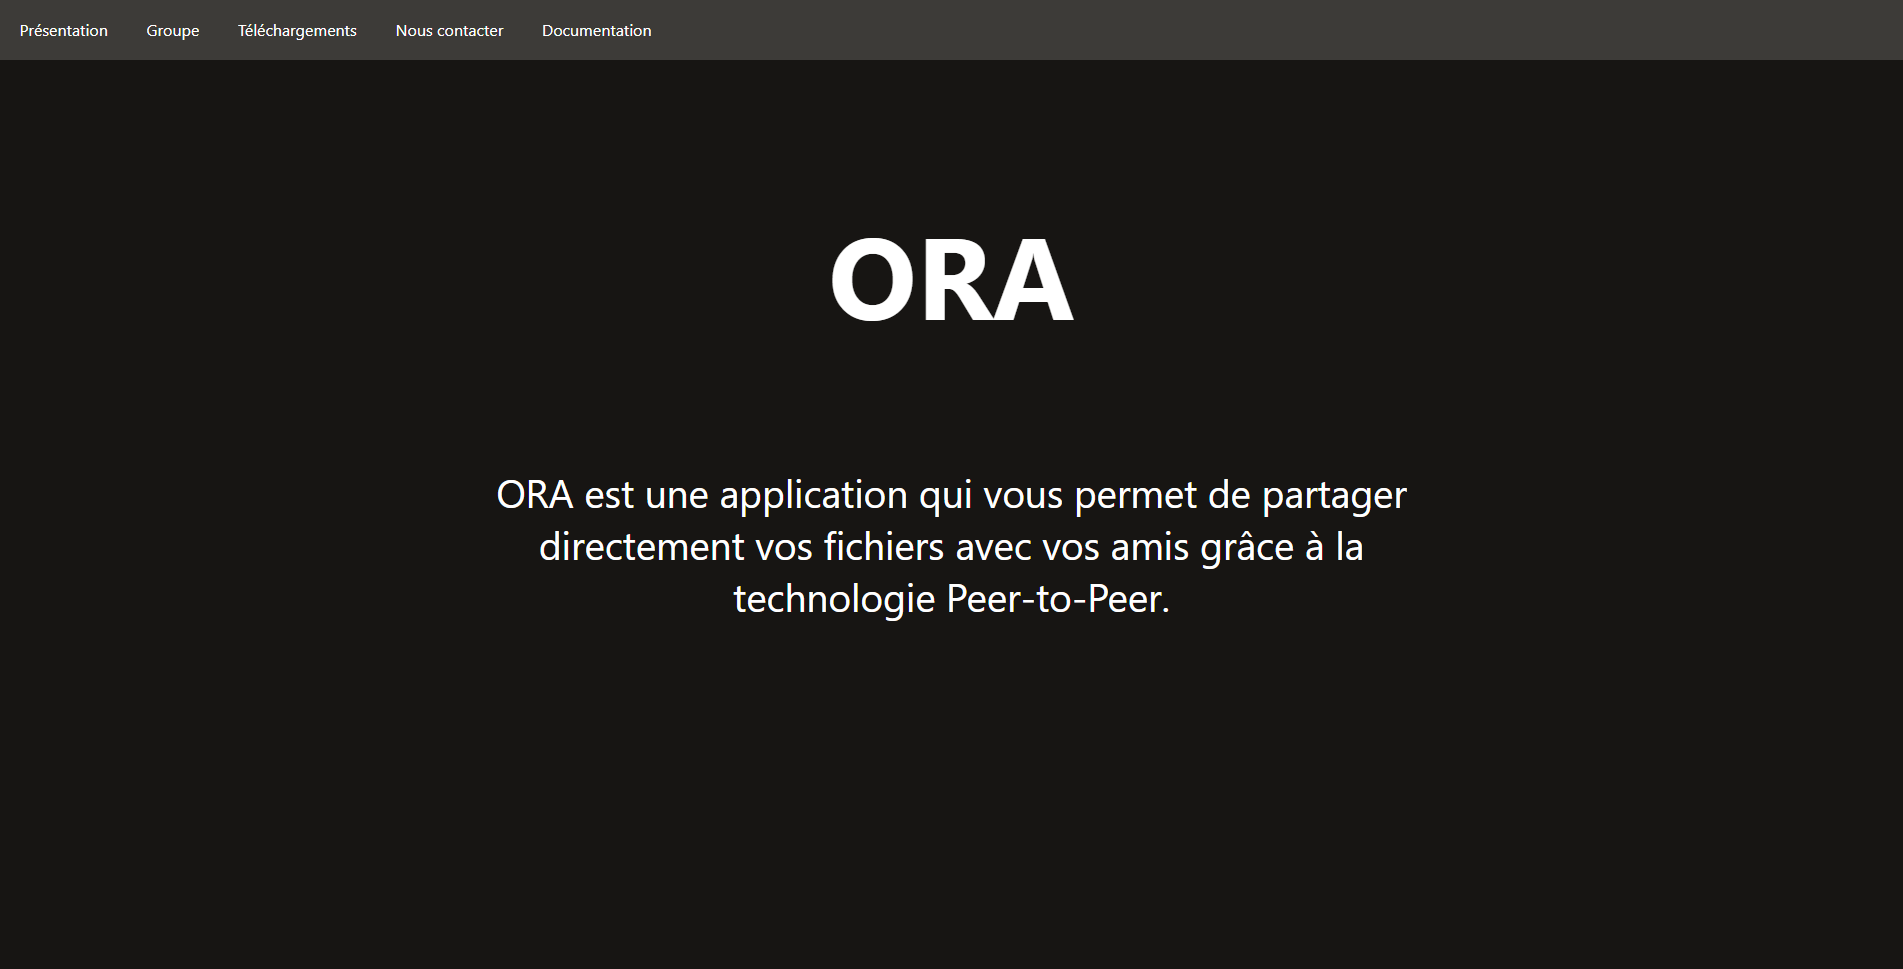 Présentation Groupe Téléchargements Nous contacter Documentation
ORA
ORA est une application qui vous permet de partager
directement vos fichiers avec vos amis grâce à la
technologie Peer-to-Peer.